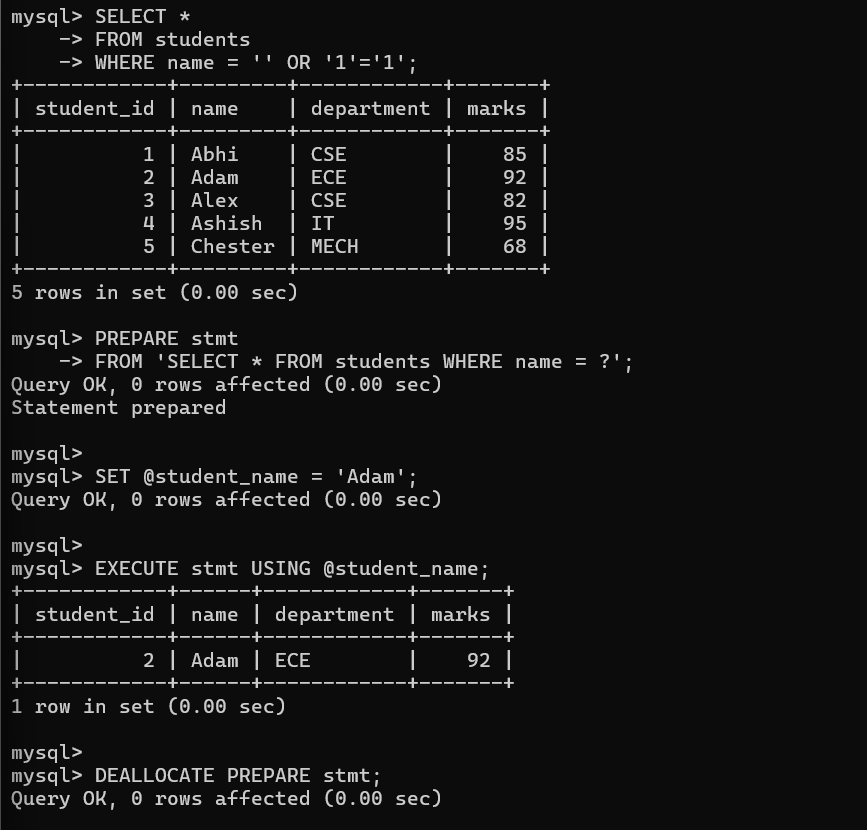 mysql> SELECT *
    -> FROM students
    -> WHERE name = '' OR '1'='1';
+------------+---------+------------+-------+
| student_id | name    | department | marks |
+------------+---------+------------+-------+
|          1 | Abhi    | CSE        |    85 |
|          2 | Adam    | ECE        |    92 |
|          3 | Alex    | CSE        |    82 |
|          4 | Ashish  | IT         |    95 |
|          5 | Chester | MECH       |    68 |
+------------+---------+------------+-------+
5 rows in set (0.00 sec)

mysql> PREPARE stmt
    -> FROM 'SELECT * FROM students WHERE name = ?';
Query OK, 0 rows affected (0.00 sec)
Statement prepared

mysql>
mysql> SET @student_name = 'Adam';
Query OK, 0 rows affected (0.00 sec)

mysql>
mysql> EXECUTE stmt USING @student_name;
+------------+------+------------+-------+
| student_id | name | department | marks |
+------------+------+------------+-------+
|          2 | Adam | ECE        |    92 |
+------------+------+------------+-------+
1 row in set (0.00 sec)

mysql>
mysql> DEALLOCATE PREPARE stmt;
Query OK, 0 rows affected (0.00 sec)